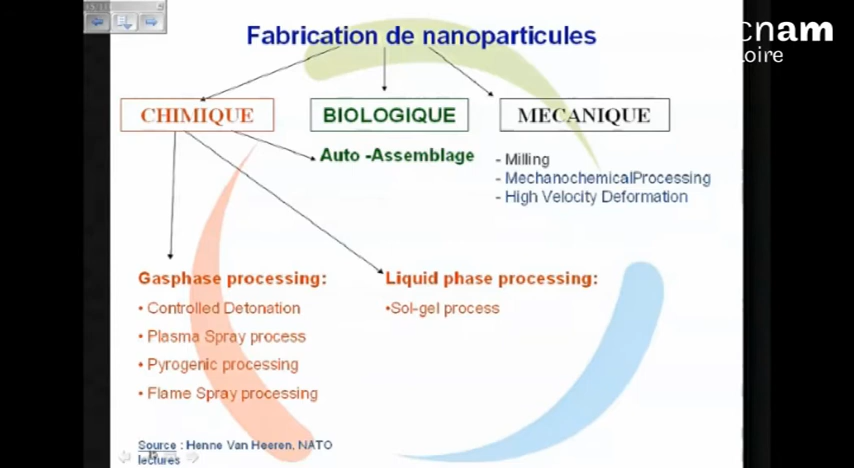 Fabrication de nanoparticules
cnam
Loire
CHIMIQUE
BIOLOGIQUE
MECANIQUE
Auto -Assemblage
- Milling
- MechanochemicalProcessing
- High Velocity Deformation
Gasphase processing:
• Controlled Detonation
• Plasma Spray process
• Pyrogenic processing
• Flame Spray processing
Liquid phase processing:
•Sol-gel process
Source : Henne Van Heeren, NATO
lectures